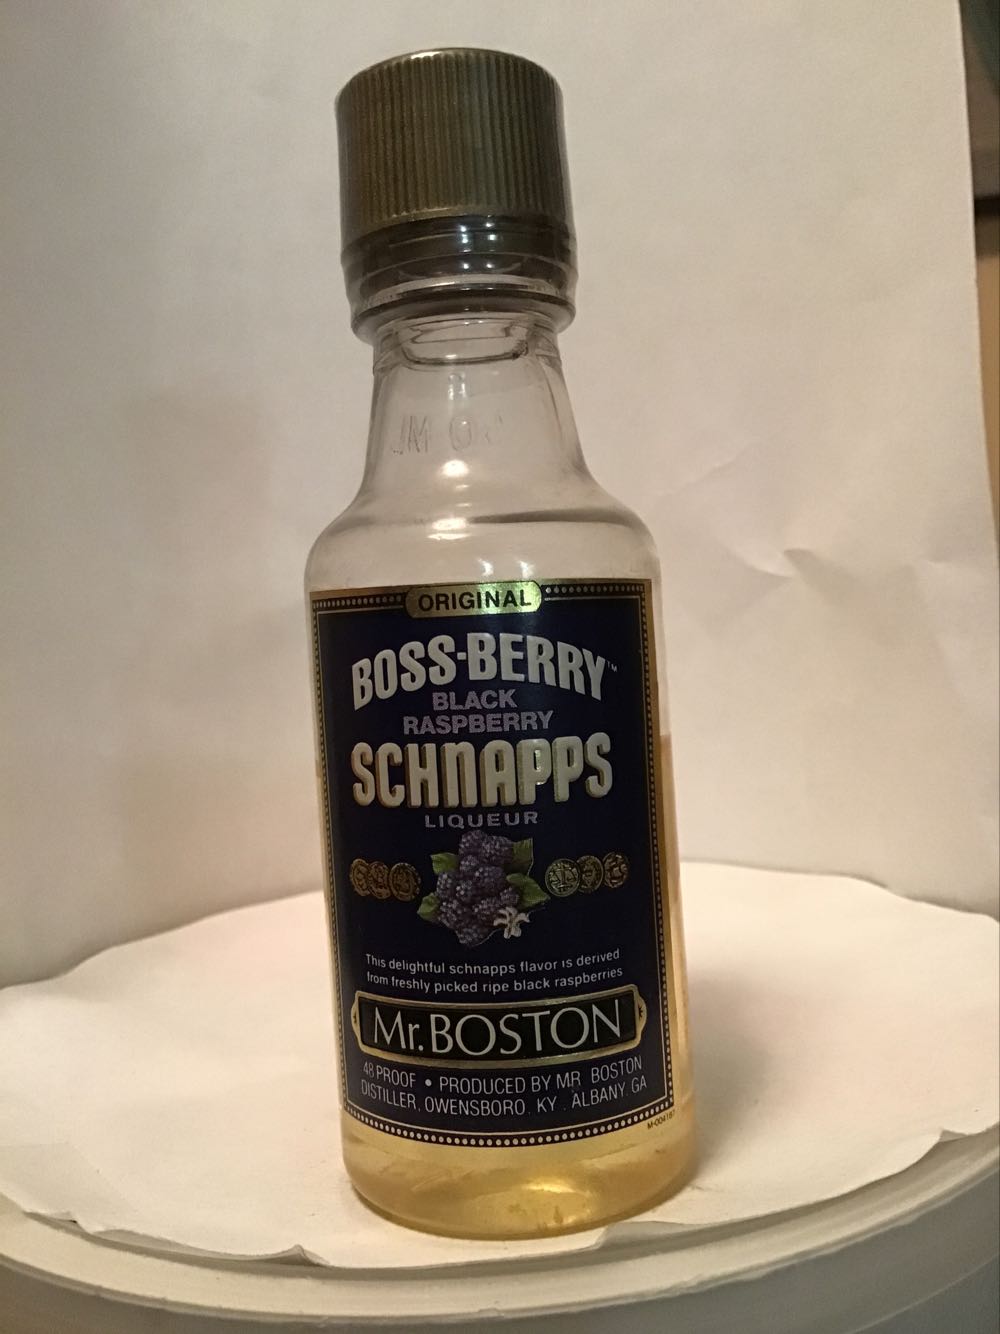 ORIGINAL
BOSS-BERRY™
BLACK
RASPBERRY
SCHNAPPS
LIQUEUR
This delightful schnapps flavor is derived
from freshly picked ripe black raspberries
Mr. BOSTON
48 PROOF • PRODUCED BY MR BOSTON
DISTILLER, OWENSBORO, KY., ALBANY, GA